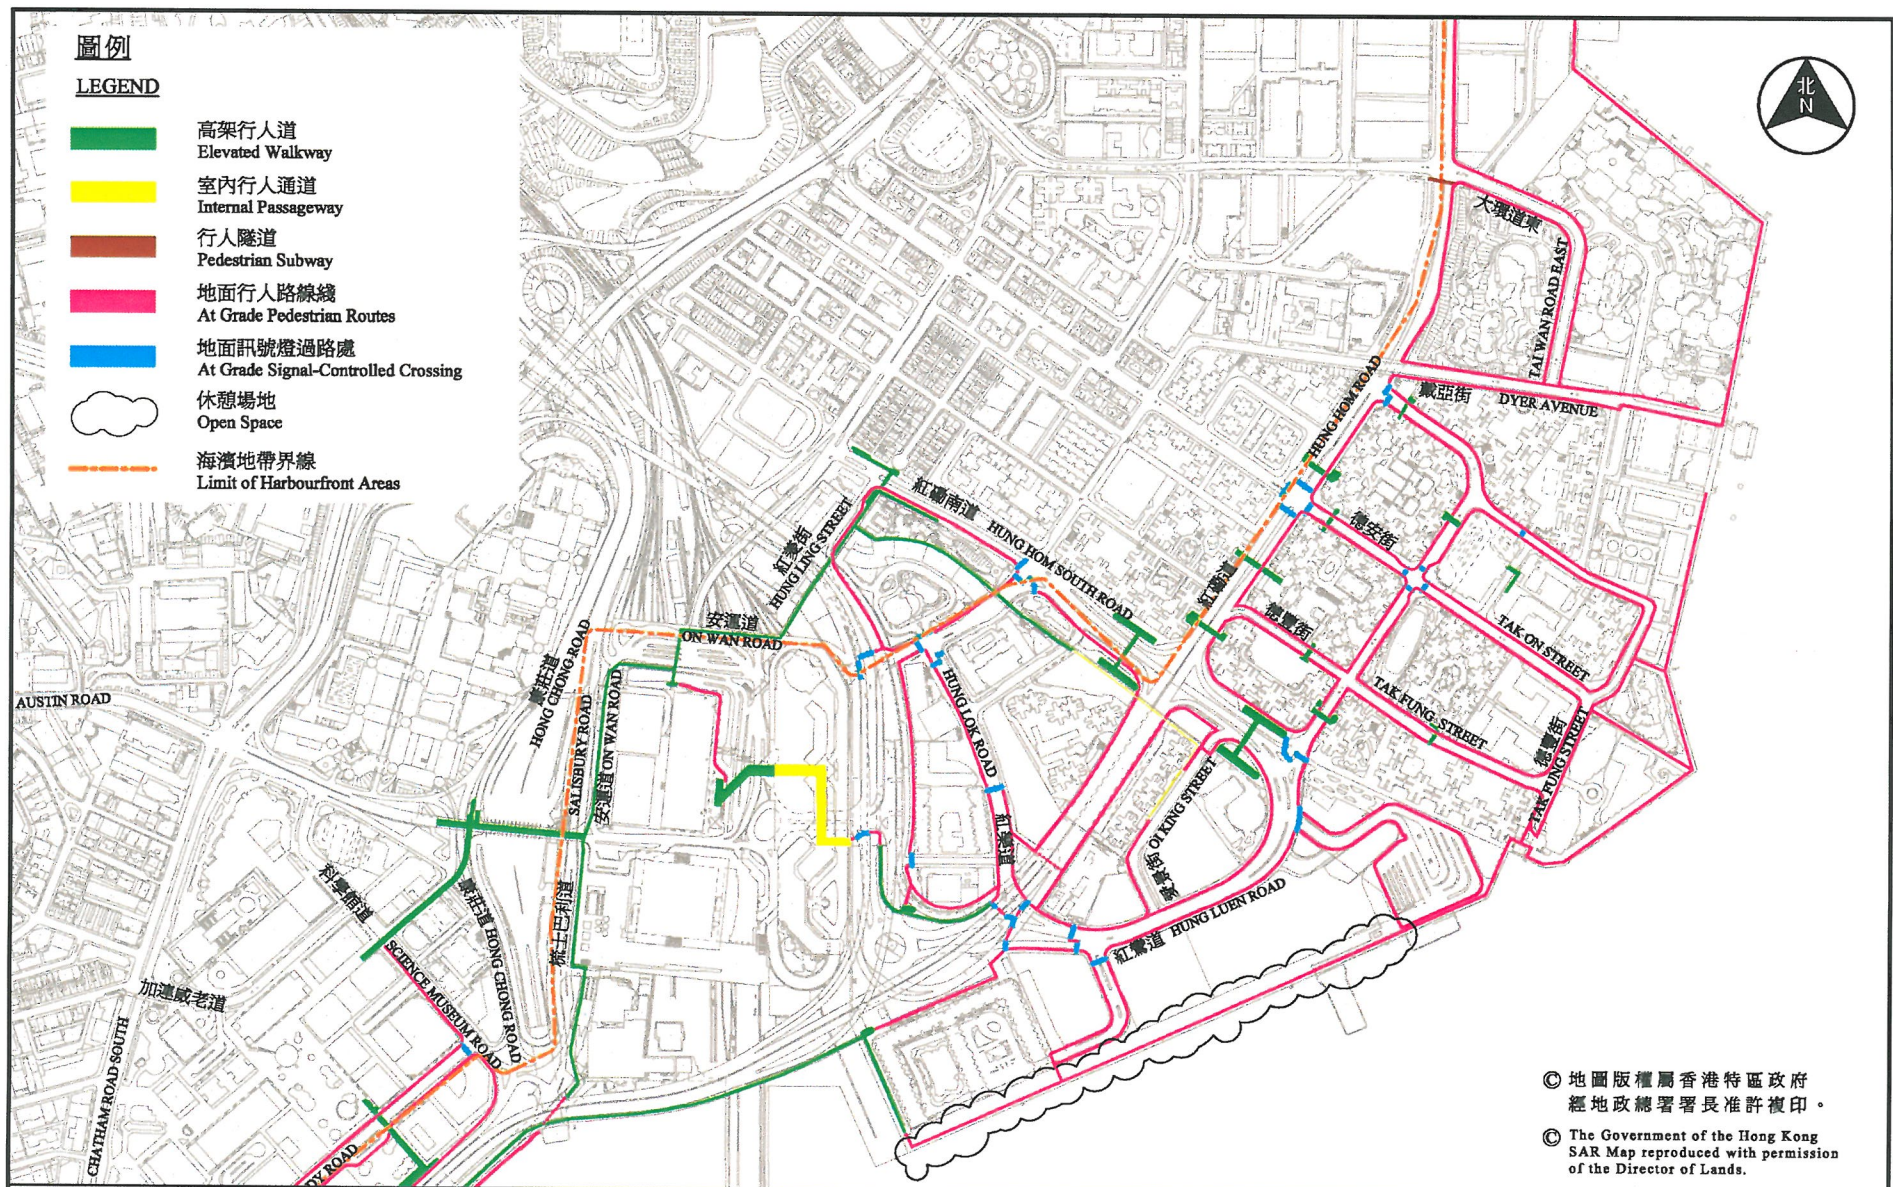 圖例
LEGEND
高架行人道
Elevated Walkway
室內行人通道
Internal Passageway
行人隧道
Pedestrian Subway
地面行人路線綫
At Grade Pedestrian Routes
地面訊號燈過路處
At Grade Signal-Controlled Crossing
休憩場地
Open Space
海濱地帶界線
Limit of Harbourfront Areas
北
N
大環道東
TAI WAN ROAD EAST
戴亞街
DYER AVENUE
HUNG HOM ROAD
紅磡道
紅磡南道
HUNG HOM SOUTH ROAD
紅菱街
HUNG LING STREET
德安街
TAK ON STREET
德豐街
TAK FUNG STREET
德豐街
TAK FUNG STREET
安運道
ON WAN ROAD
康莊道
HONG CHONG ROAD
SALISBURY ROAD
安運道 ON WAN ROAD
AUSTIN ROAD
HUNG LOK ROAD
紅樂道
愛景街 OI KING STREET
紅鸞道 HUNG LUEN ROAD
科學館道
SCIENCE MUSEUM ROAD
康莊道 HONG CHONG ROAD
梳士巴利道
加連威老道
CHATHAM ROAD SOUTH
DY ROAD
© 地圖版權屬香港特區政府
經地政總署署長准許複印。
© The Government of the Hong Kong
SAR Map reproduced with permission
of the Director of Lands.